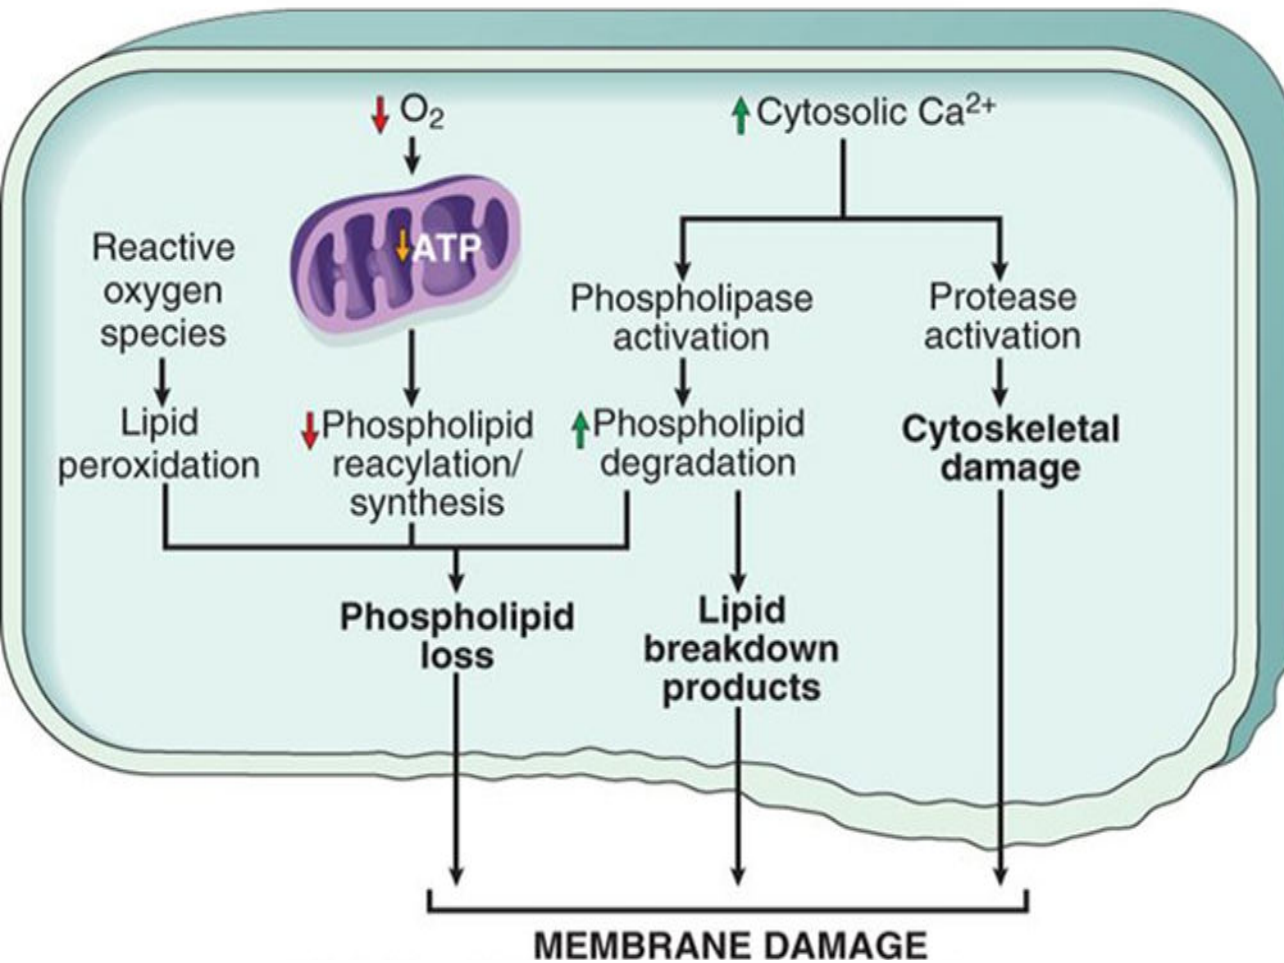 ↓ O₂
↑ Cytosolic Ca²⁺
↓ATP
Reactive
oxygen
species
Phospholipase
activation
Protease
activation
Lipid
peroxidation
↓Phospholipid
reacylation/
synthesis
↑Phospholipid
degradation
Cytoskeletal
damage
Phospholipid
loss
Lipid
breakdown
products
MEMBRANE DAMAGE